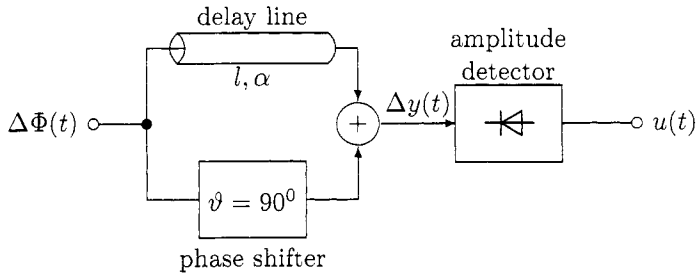 delay line
l, α
amplitude
detector
ΔΦ(t)
+
Δy(t)
u(t)
ϑ = 90⁰
phase shifter